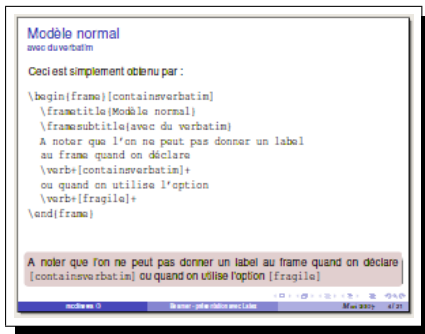 Modèle normal
avec du verbatim
Ceci est simplement obtenu par :
\begin{frame}[containsverbatim]
\frametitle{Modèle normal}
\framesubtitle{avec du verbatim}
A noter que l'on ne peut pas donner un label
au frame quand on déclare
\verb+[containsverbatim]+
ou quand on utilise l'option
\verb+[fragile]+
\end{frame}
A noter que l'on ne peut pas donner un label au frame quand on déclare
[containsverbatim] ou quand on utilise l'option [fragile]
Beamer - présentation avec Latex
Mars 2007 4 / 21